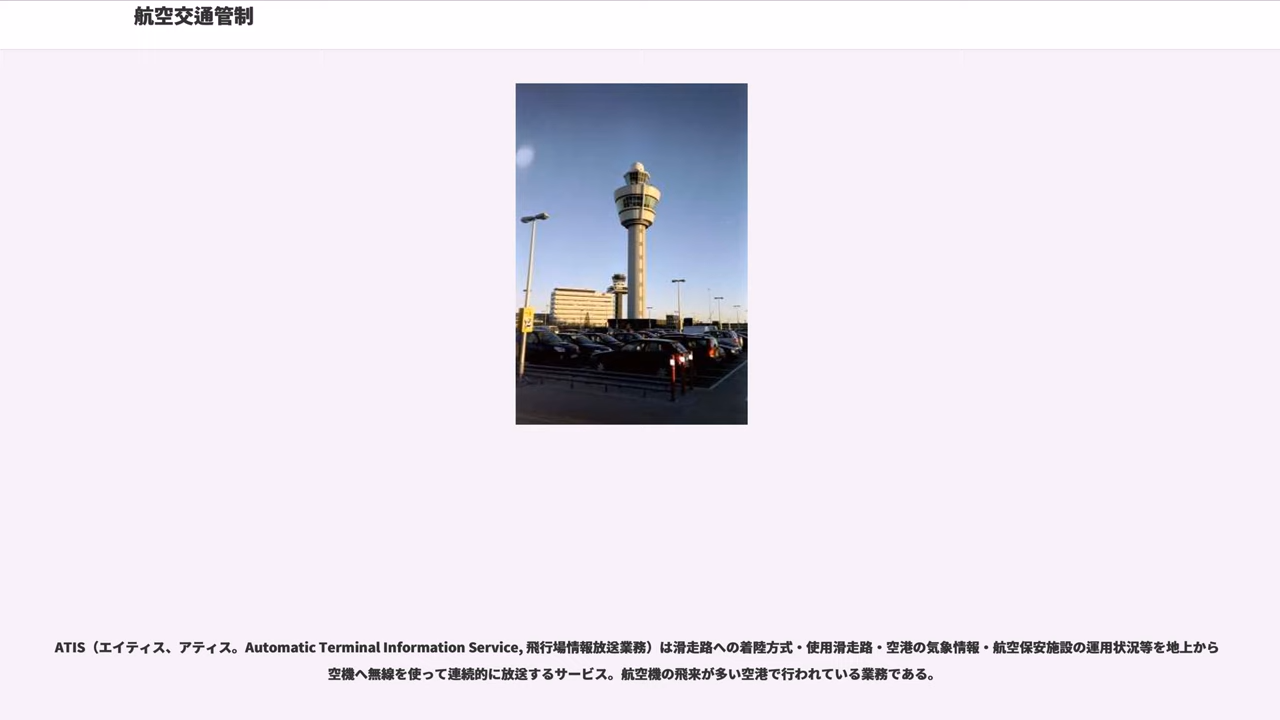 航空交通管制
ATIS（エイティス、アティス。Automatic Terminal Information Service, 飛行場情報放送業務）は滑走路への着陸方式・使用滑走路・空港の気象情報・航空保安施設の運用状況等を地上から
空機へ無線を使って連続的に放送するサービス。航空機の飛来が多い空港で行われている業務である。